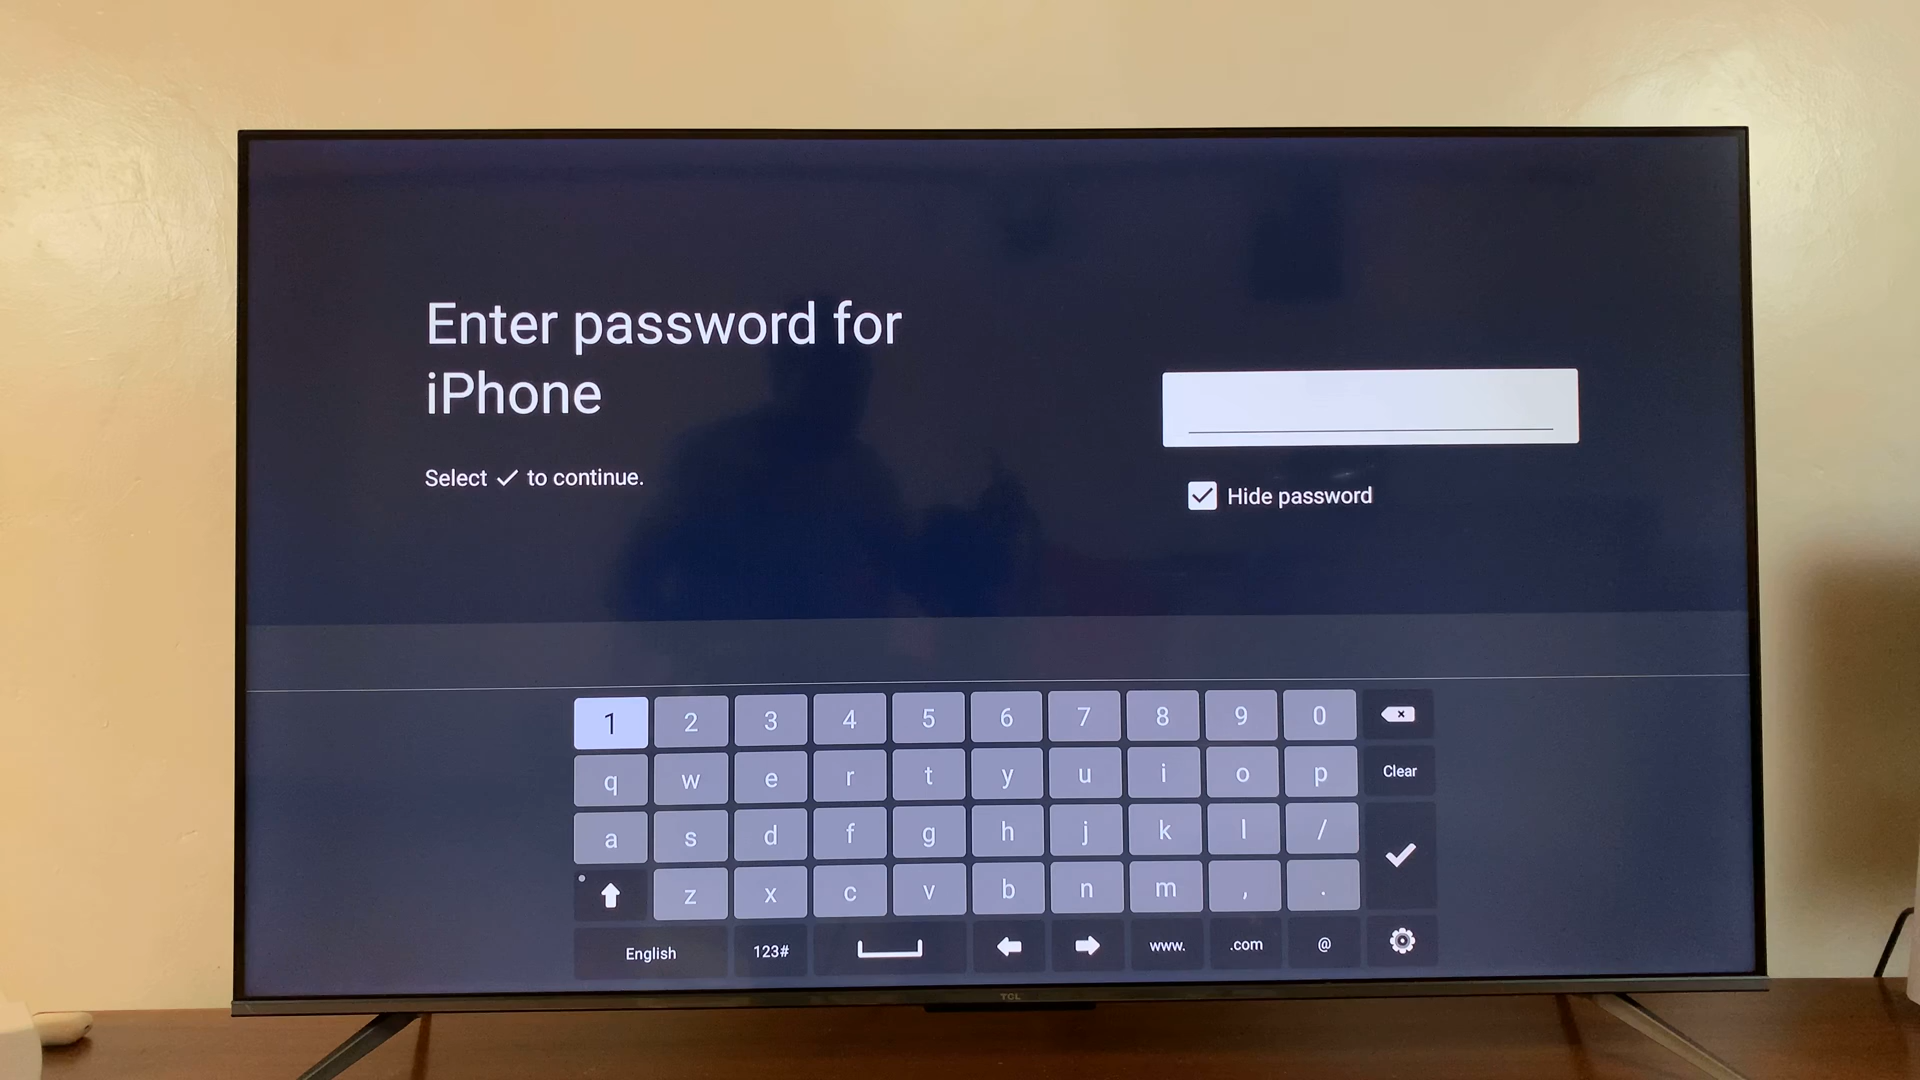 Enter password for
iPhone
Select ✓ to continue.
Hide password
1 2 3 4 5 6 7 8 9 0
q w e r t y u i o p Clear
a s d f g h j k l /
z x c v b n m , .
English 123# www. .com @
TCL